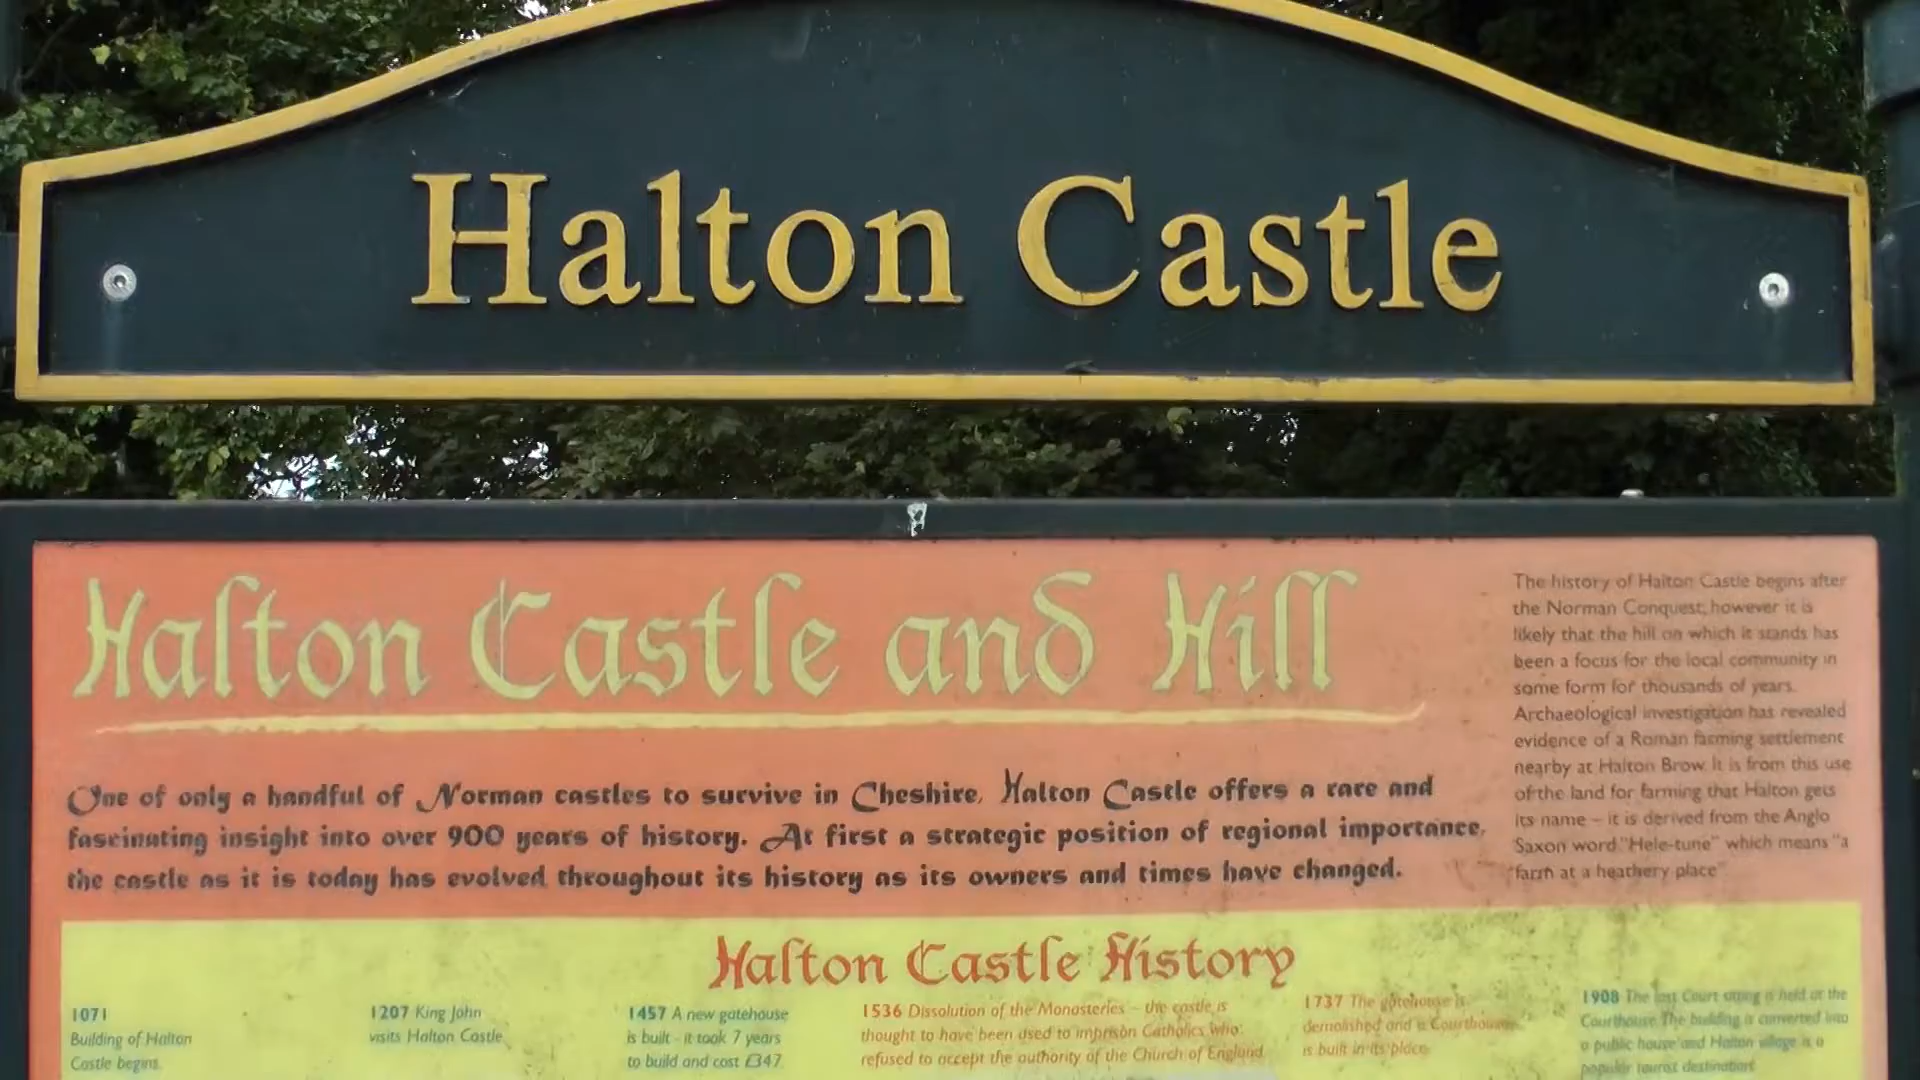 Halton Castle
Halton Castle and Hill
The history of Halton Castle begins after
the Norman Conquest, however it is
likely that the hill on which it stands has
been a focus for the local community in
some form for thousands of years.
Archaeological investigation has revealed
evidence of a Roman farming settlement
nearby at Halton Brow. It is from this use
of the land for farming that Halton gets
its name – it is derived from the Anglo
Saxon word "Hele-tune" which means "a
farm at a heathery place"
One of only a handful of Norman castles to survive in Cheshire, Halton Castle offers a rare and
fascinating insight into over 900 years of history. At first a strategic position of regional importance,
the castle as it is today has evolved throughout its history as its owners and times have changed.
Halton Castle History
1071
Building of Halton
Castle begins.
1207 King John
visits Halton Castle.
1457 A new gatehouse
is built - it took 7 years
to build and cost £347
1536 Dissolution of the Monasteries – the castle is
thought to have been used to imprison Catholics who
refused to accept the authority of the Church of England
1737 The gatehouse is
demolished and a Courthouse
is built in its place.
1908 The last Court sitting is held at the
Courthouse. The building is converted into
a public house and Halton village is a
popular tourist destination